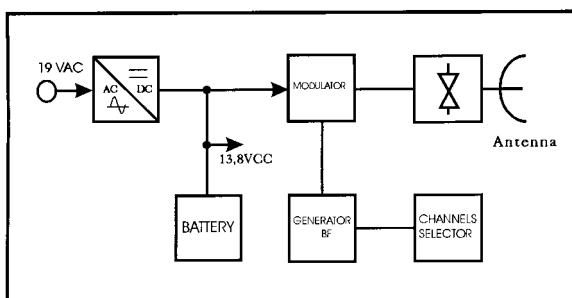 19 VAC
AC
DC
MODULATOR
Antenna
13,8VCC
BATTERY
GENERATOR
BF
CHANNELS
SELECTOR